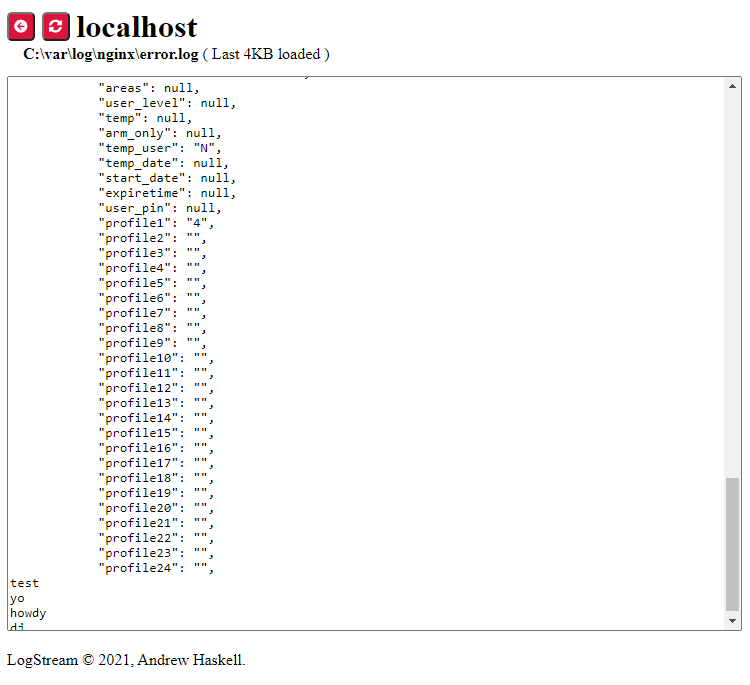 localhost
C:\var\log\nginx\error.log ( Last 4KB loaded )
"areas": null,
"user_level": null,
"temp": null,
"arm_only": null,
"temp_user": "N",
"temp_date": null,
"start_date": null,
"expiretime": null,
"user_pin": null,
"profile1": "4",
"profile2": "",
"profile3": "",
"profile4": "",
"profile5": "",
"profile6": "",
"profile7": "",
"profile8": "",
"profile9": "",
"profile10": "",
"profile11": "",
"profile12": "",
"profile13": "",
"profile14": "",
"profile15": "",
"profile16": "",
"profile17": "",
"profile18": "",
"profile19": "",
"profile20": "",
"profile21": "",
"profile22": "",
"profile23": "",
"profile24": "",
test
yo
howdy
LogStream © 2021, Andrew Haskell.